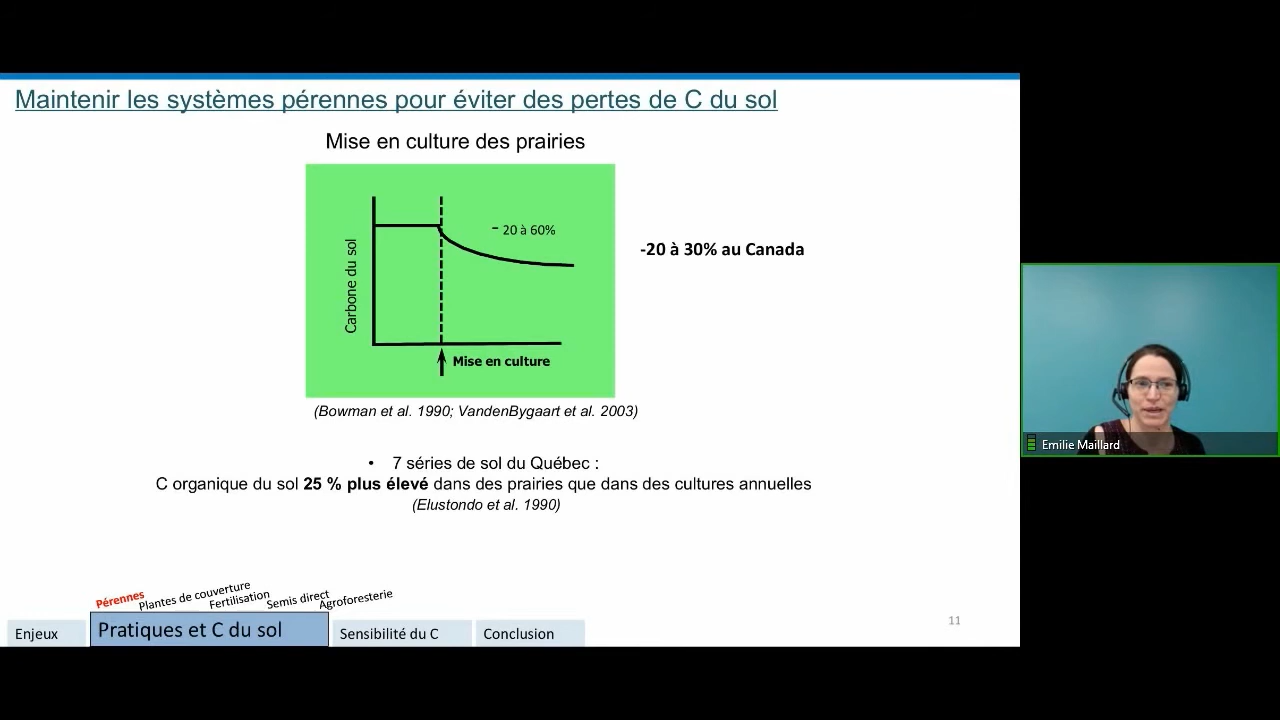 Maintenir les systèmes pérennes pour éviter des pertes de C du sol
Mise en culture des prairies
Carbone du sol
- 20 à 60%
Mise en culture
-20 à 30% au Canada
(Bowman et al. 1990; VandenBygaart et al. 2003)
• 7 séries de sol du Québec :
C organique du sol 25 % plus élevé dans des prairies que dans des cultures annuelles
(Elustondo et al. 1990)
Emilie Maillard
Pérennes
Plantes de couverture
Fertilisation
Semis direct
Agroforesterie
Enjeux
Pratiques et C du sol
Sensibilité du C
Conclusion
11